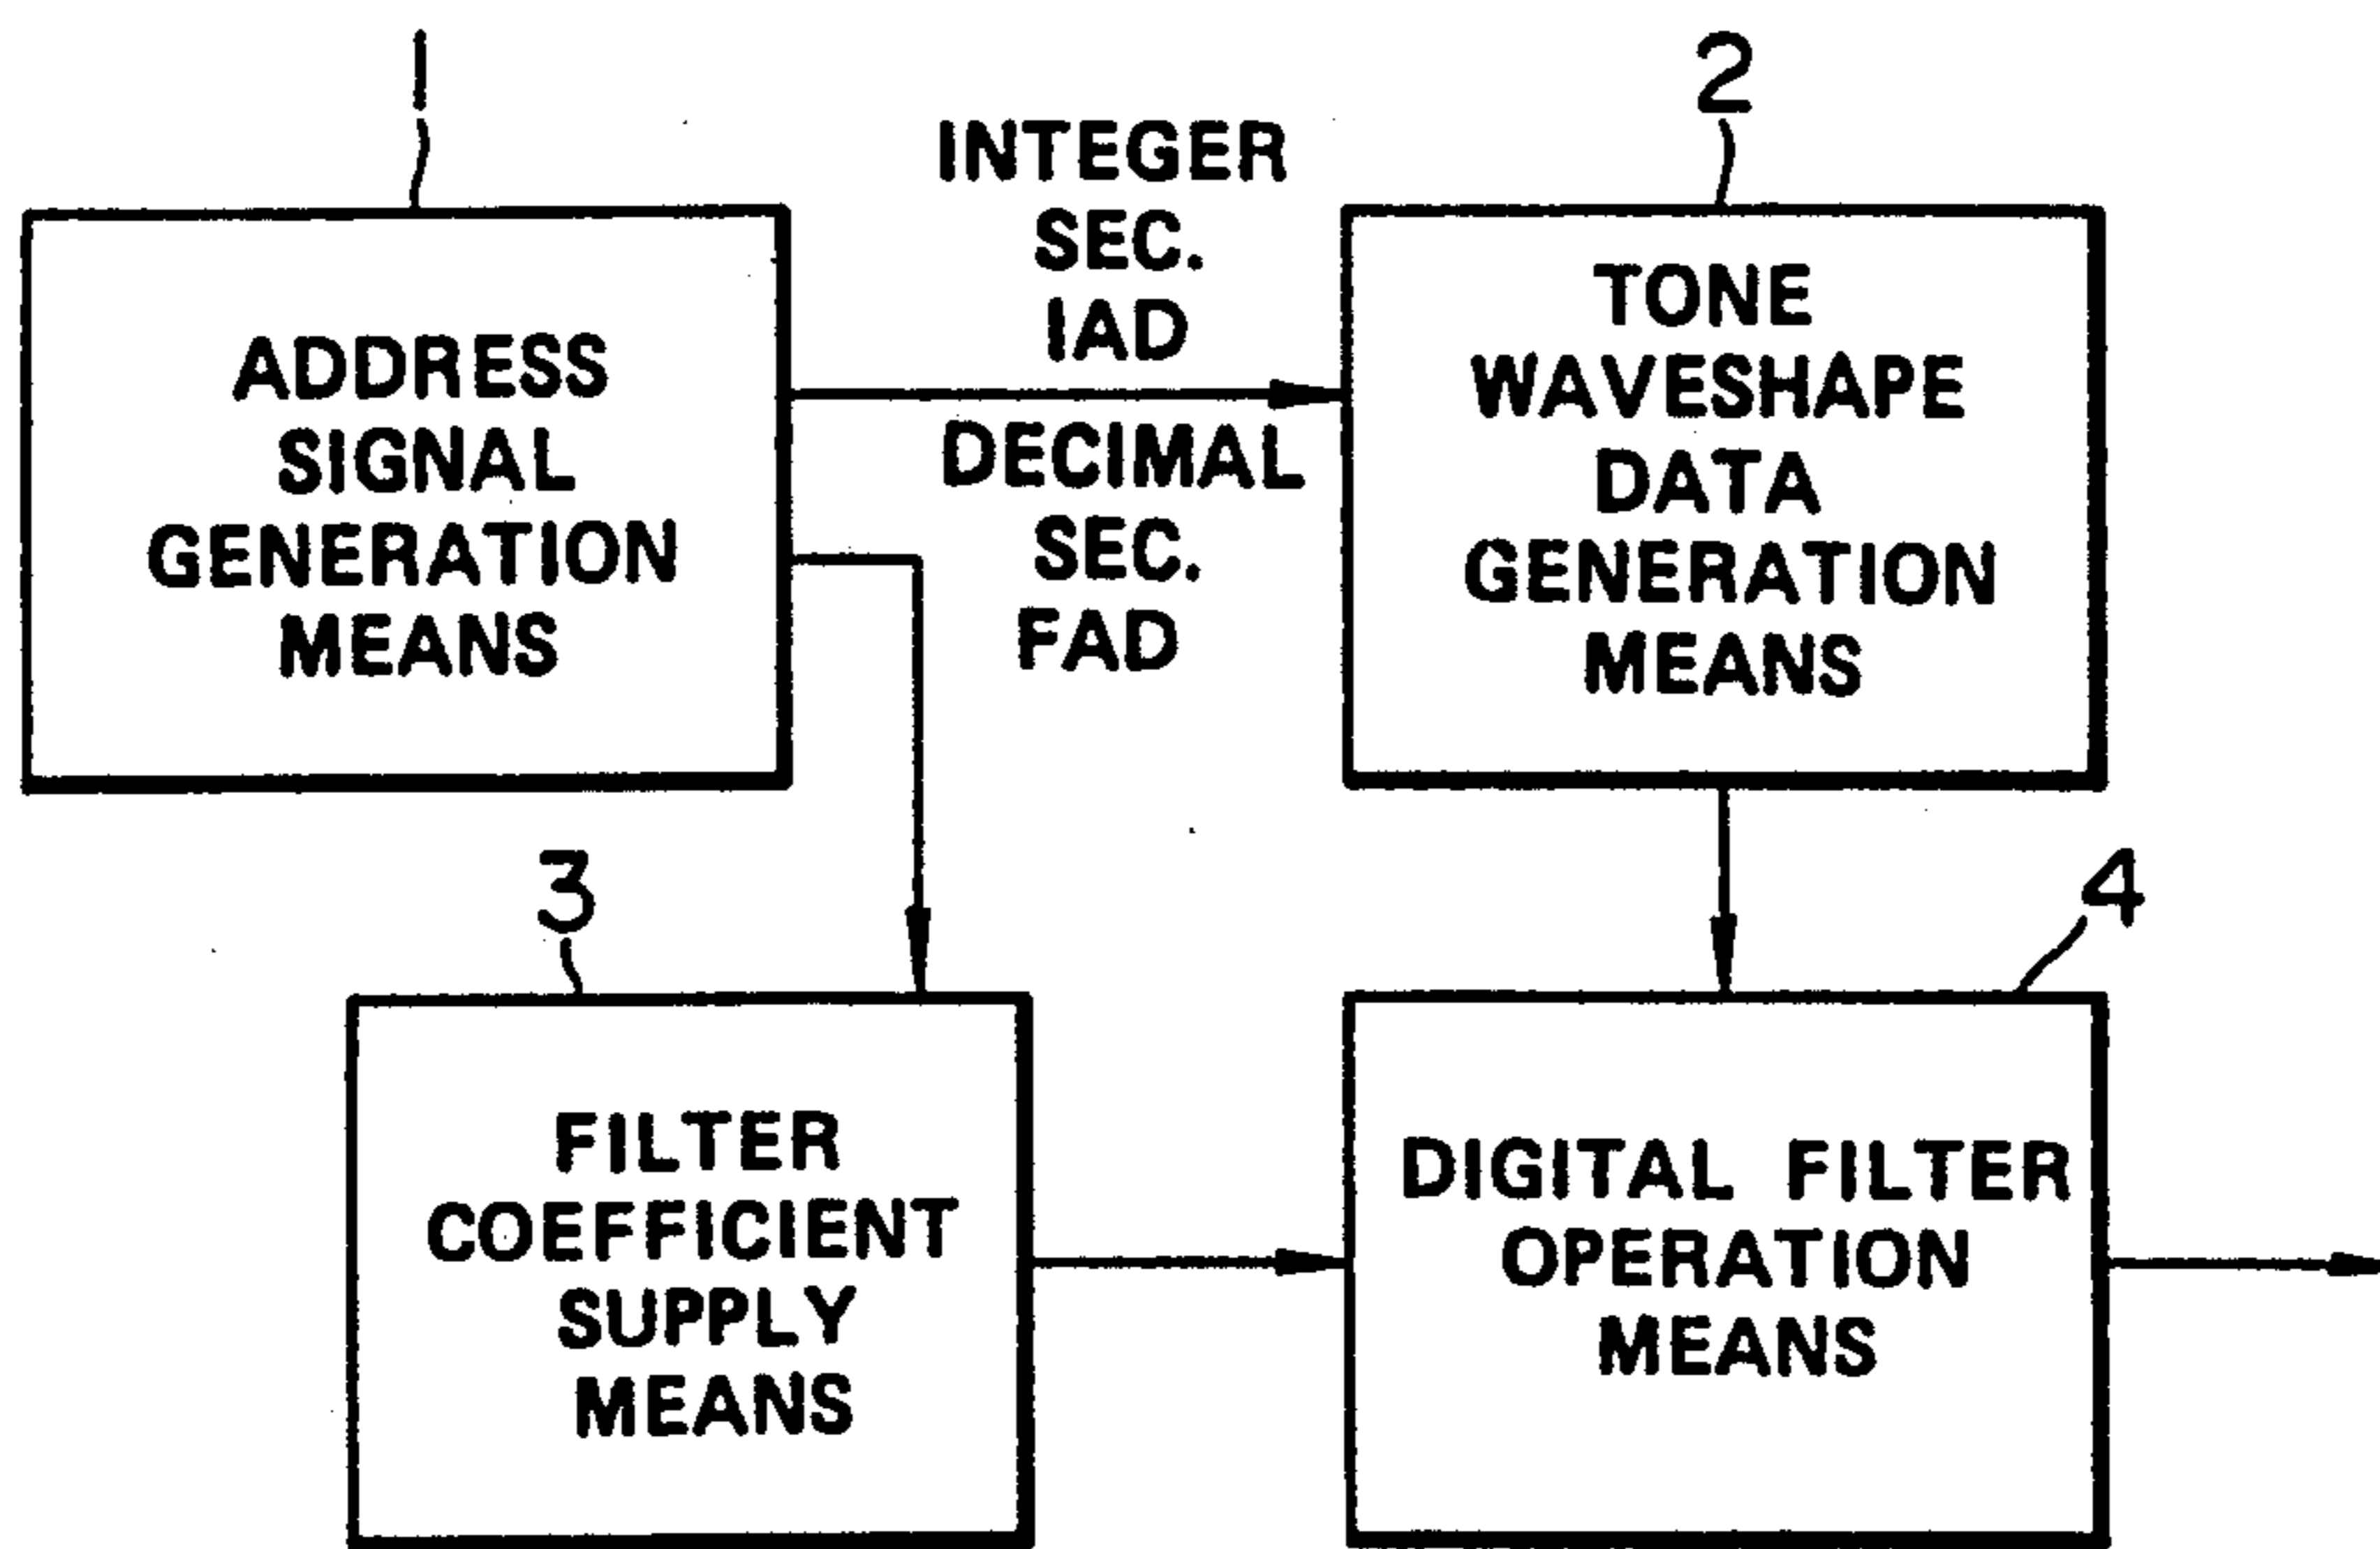 1
ADDRESS
SIGNAL
GENERATION
MEANS
INTEGER
SEC.
IAD
DECIMAL
SEC.
FAD
2
TONE
WAVESHAPE
DATA
GENERATION
MEANS
3
FILTER
COEFFICIENT
SUPPLY
MEANS
4
DIGITAL FILTER
OPERATION
MEANS